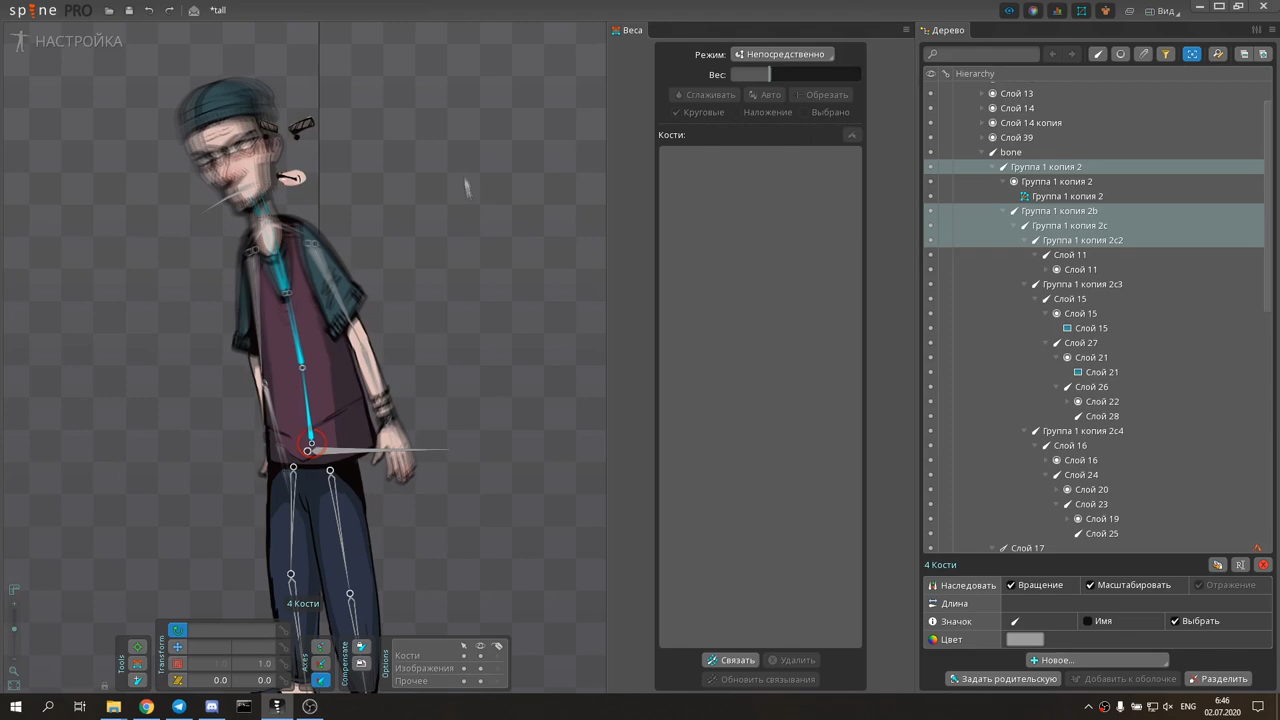 spine PRO
*tall
Вид
НАСТРОЙКА
Веса
Режим:
Непосредственно
Вес:
Сглаживать
Авто
Обрезать
Круговые
Наложение
Выбрано
Кости:
Связать
Удалить
Обновить связывания
Дерево
Hierarchy
Слой 13
Слой 14
Слой 14 копия
Слой 39
bone
Группа 1 копия 2
Группа 1 копия 2
Группа 1 копия 2
Группа 1 копия 2b
Группа 1 копия 2c
Группа 1 копия 2c2
Слой 11
Слой 11
Группа 1 копия 2c3
Слой 15
Слой 15
Слой 15
Слой 27
Слой 21
Слой 21
Слой 26
Слой 22
Слой 28
Группа 1 копия 2c4
Слой 16
Слой 16
Слой 24
Слой 20
Слой 23
Слой 19
Слой 25
Слой 17
4 Кости
Наследовать
Вращение
Масштабировать
Отражение
Длина
Значок
Имя
Выбрать
Цвет
Новое...
Задать родительскую
Добавить к оболочке
Разделить
4 Кости
Tools
Transform
1.0
1.0
0.0
0.0
Axes
Compensate
Options
Кости
Изображения
Прочее
ENG
6:46
02.07.2020